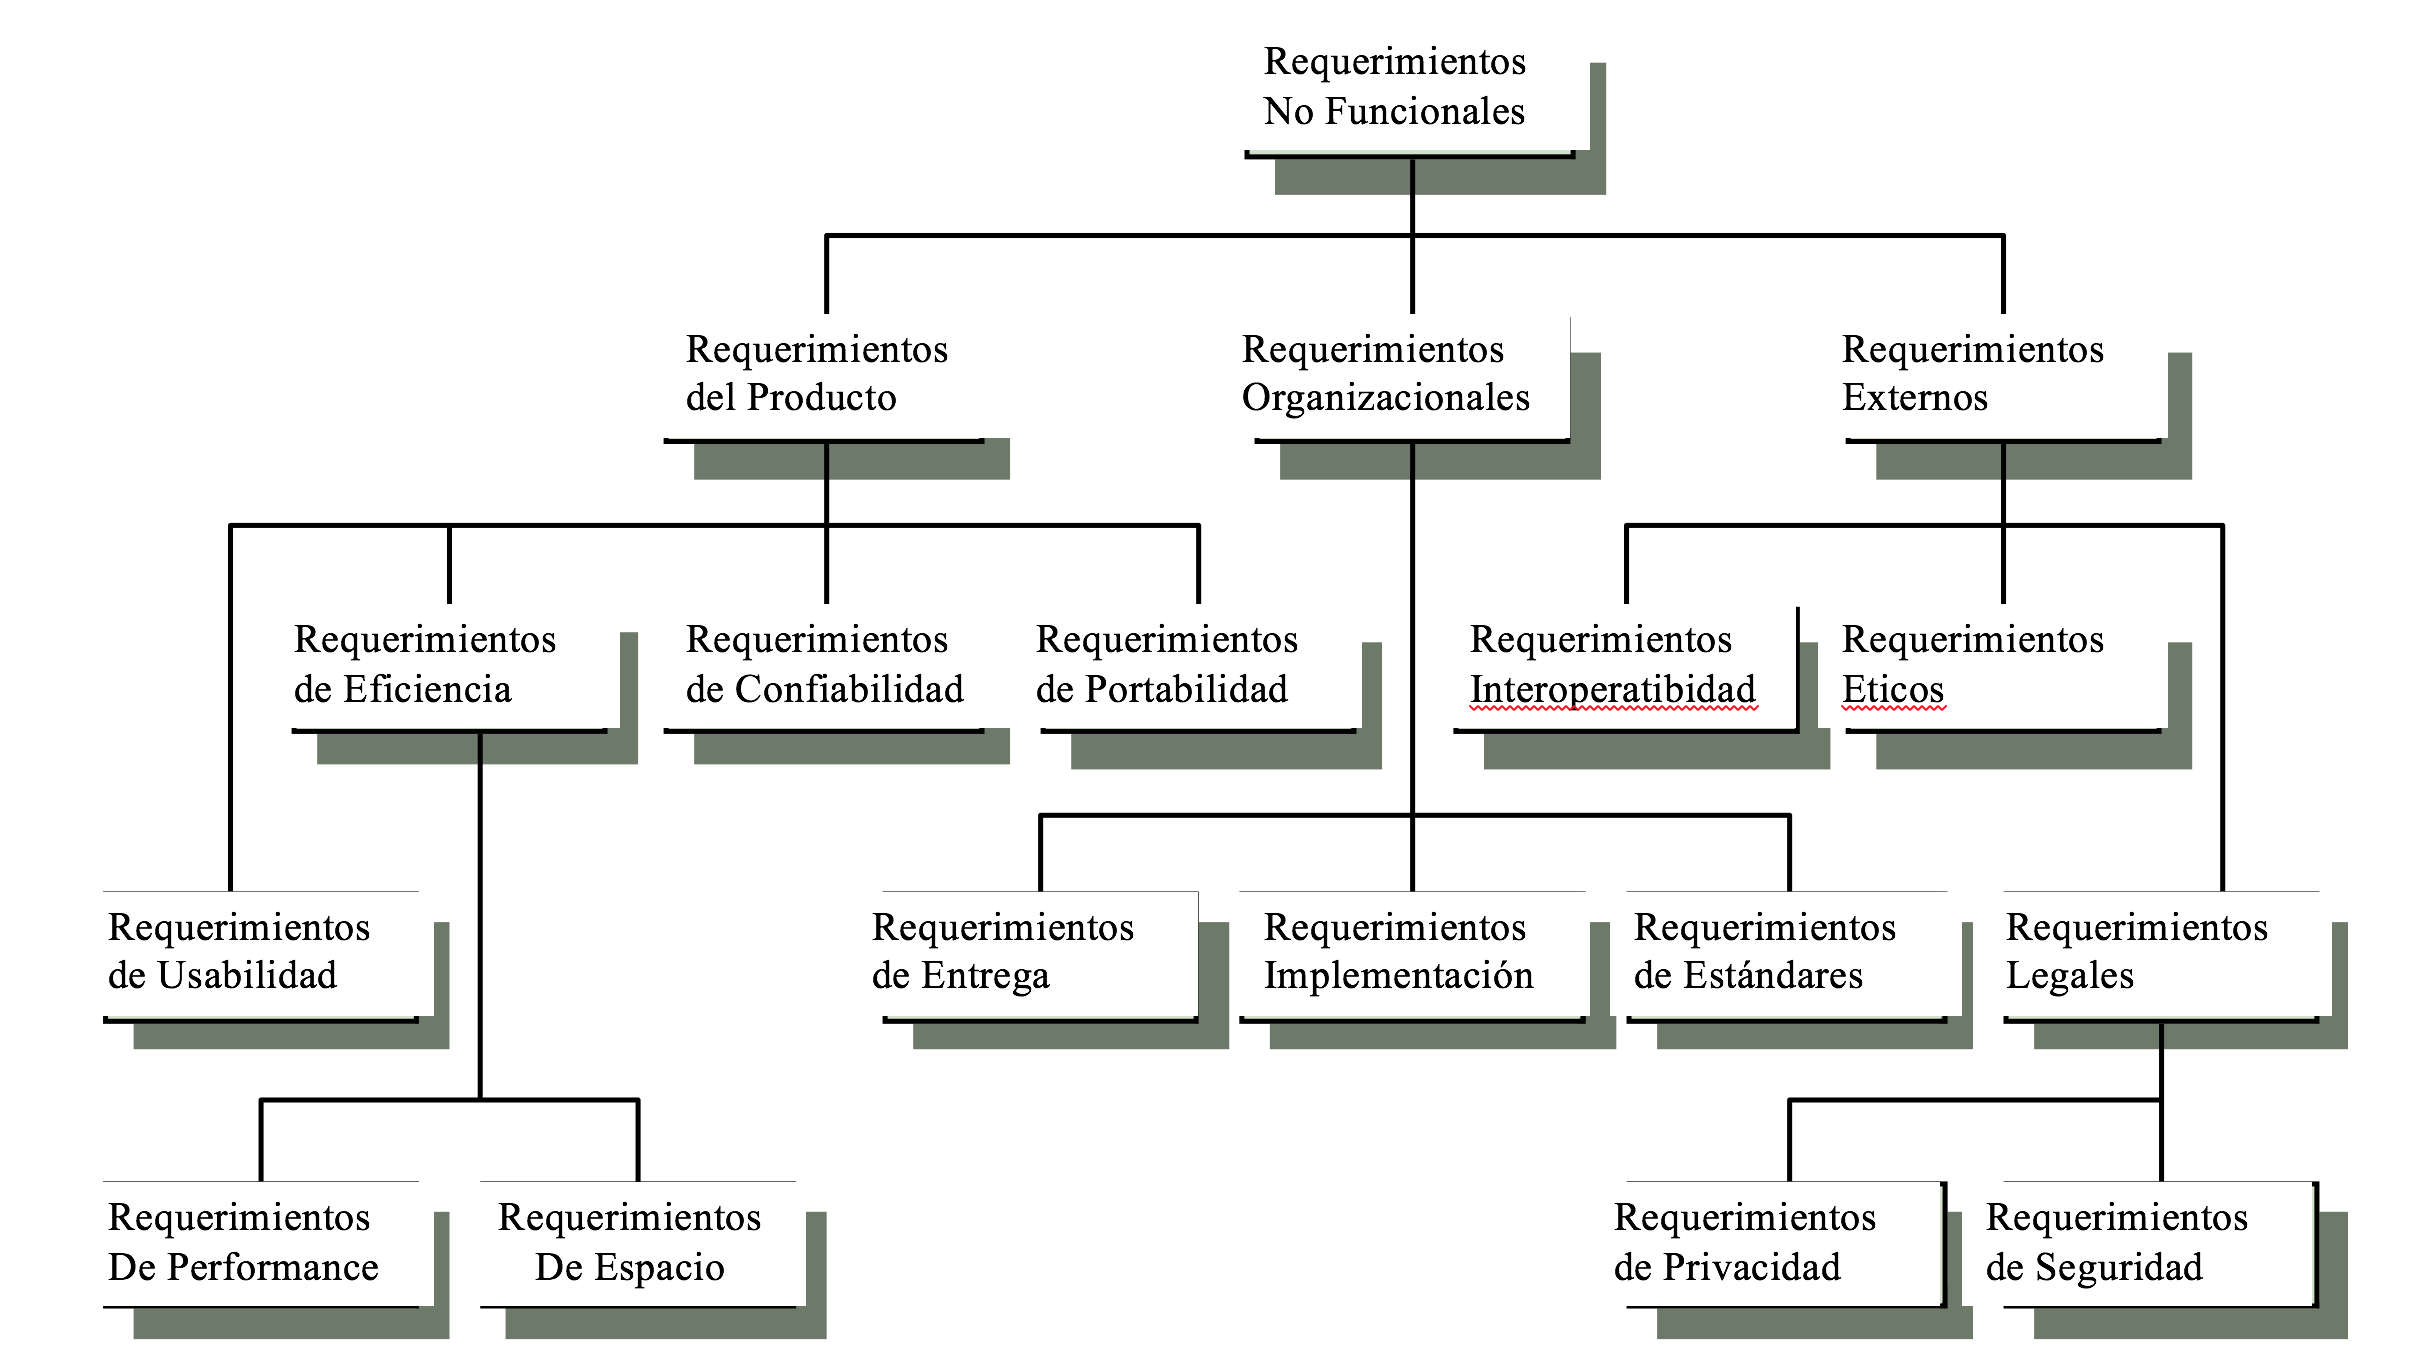 Requerimientos
No Funcionales
Requerimientos
del Producto
Requerimientos
Organizacionales
Requerimientos
Externos
Requerimientos
de Eficiencia
Requerimientos
de Confiabilidad
Requerimientos
de Portabilidad
Requerimientos
Interoperatibidad
Requerimientos
Eticos
Requerimientos
de Usabilidad
Requerimientos
de Entrega
Requerimientos
Implementación
Requerimientos
de Estándares
Requerimientos
Legales
Requerimientos
De Performance
Requerimientos
De Espacio
Requerimientos
de Privacidad
Requerimientos
de Seguridad